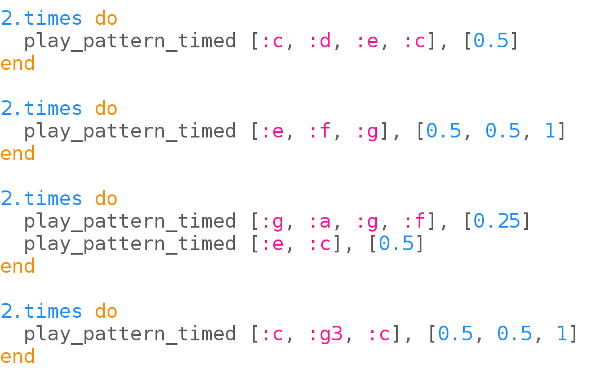 2.times do
  play_pattern_timed [:c, :d, :e, :c], [0.5]
end

2.times do
  play_pattern_timed [:e, :f, :g], [0.5, 0.5, 1]
end

2.times do
  play_pattern_timed [:g, :a, :g, :f], [0.25]
  play_pattern_timed [:e, :c], [0.5]
end

2.times do
  play_pattern_timed [:c, :g3, :c], [0.5, 0.5, 1]
end